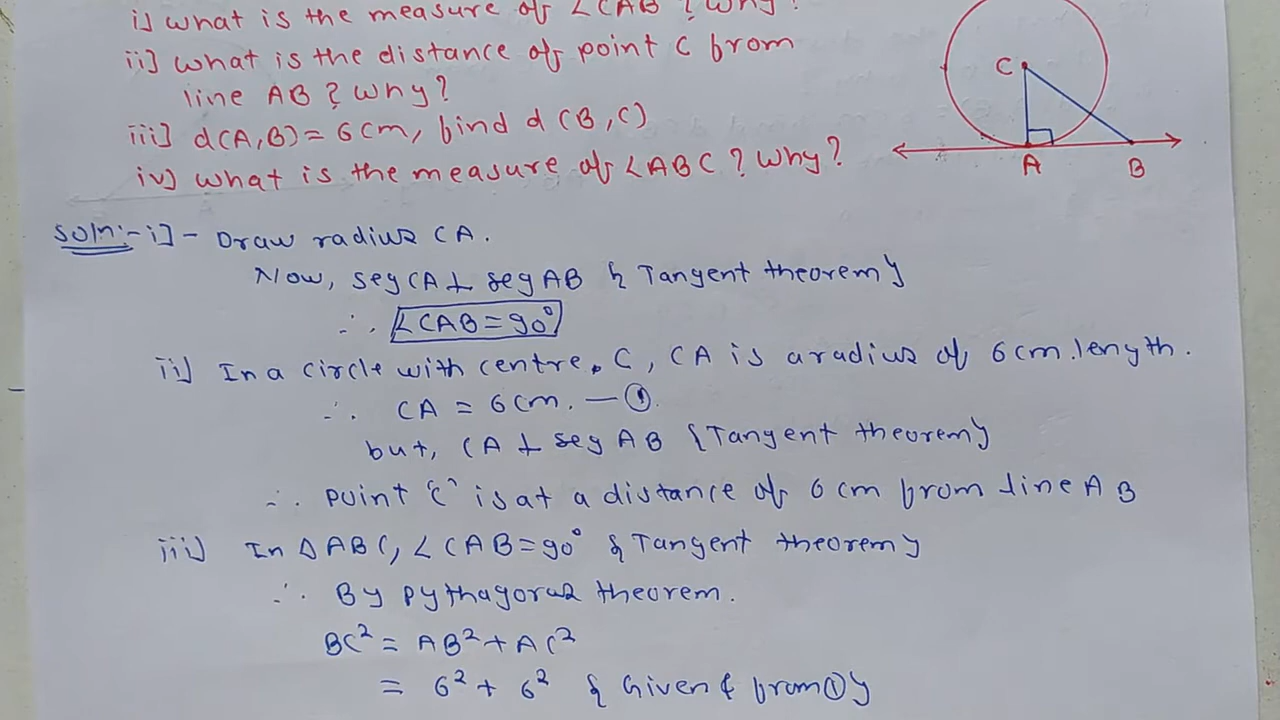 i] what is the measure of ∠CAB ? Why?
ii] what is the distance of point C from
line AB ? Why?
iii] d(A,B) = 6 cm, find d (B,C)
iv) what is the measure of ∠ABC ? Why?
C
A
B
Soln:- i] - Draw radius CA.
Now, seg CA ⊥ seg AB { Tangent theorem }
∴ ∠CAB = 90°
ii) In a circle with centre C, CA is a radius of 6 cm length.
∴ CA = 6 cm. — ①
but, CA ⊥ seg AB { Tangent theorem }
∴ point 'C' is at a distance of 6 cm from line AB
iii) In △ ABC, ∠ CAB = 90° { Tangent theorem }
∴ By pythagoras theorem.
BC² = AB² + AC²
= 6² + 6² { Given & from ① }